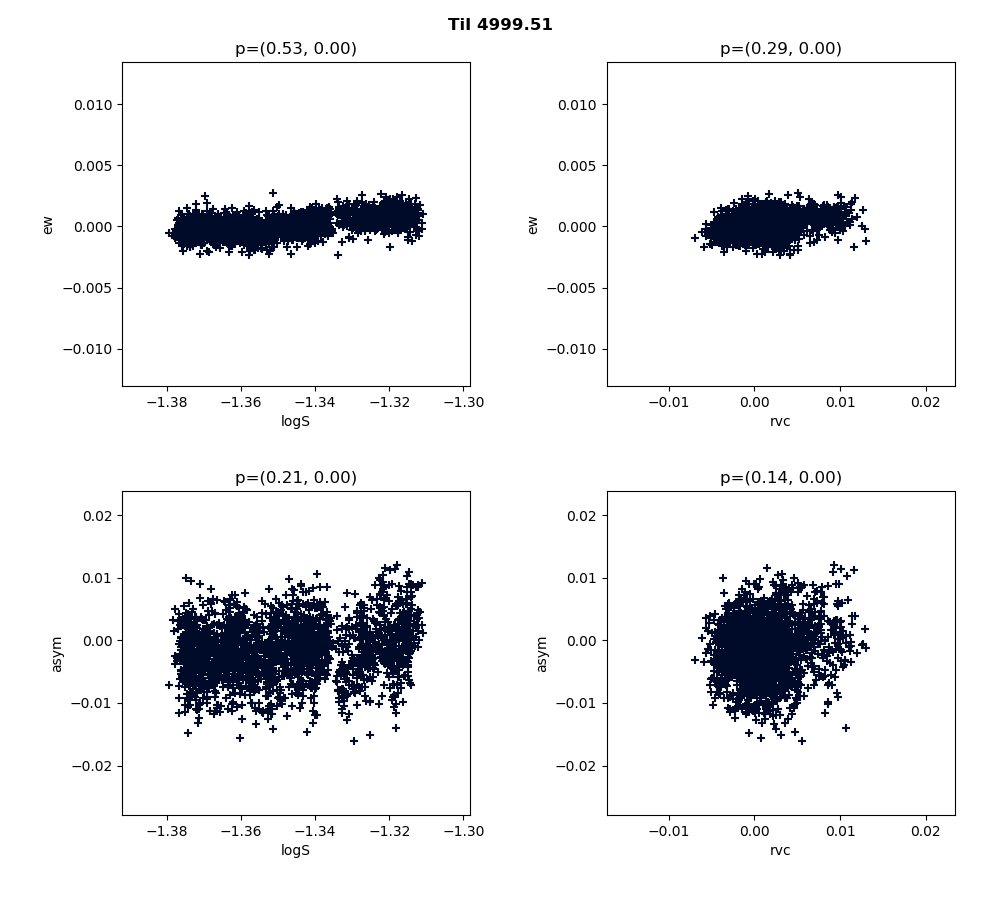 TiI 4999.51
p=(0.53, 0.00)
0.010
0.005
0.000
−0.005
−0.010
ew
−1.38 −1.36 −1.34 −1.32 −1.30
logS
p=(0.29, 0.00)
0.010
0.005
0.000
−0.005
−0.010
ew
−0.01 0.00 0.01 0.02
rvc
p=(0.21, 0.00)
0.02
0.01
0.00
−0.01
−0.02
asym
−1.38 −1.36 −1.34 −1.32 −1.30
logS
p=(0.14, 0.00)
0.02
0.01
0.00
−0.01
−0.02
asym
−0.01 0.00 0.01 0.02
rvc